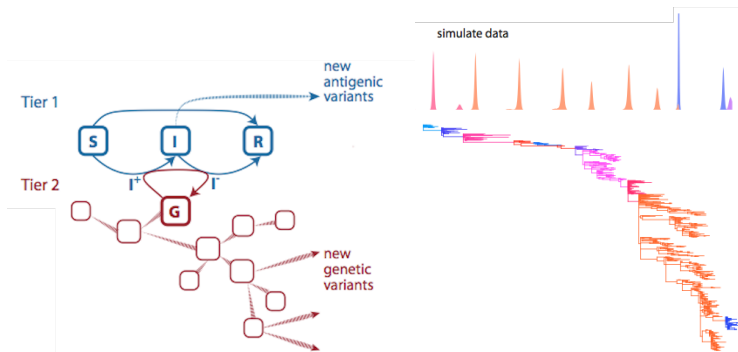 new
antigenic
variants
Tier 1
S
I
R
Tier 2
I+
I-
G
new
genetic
variants
simulate data